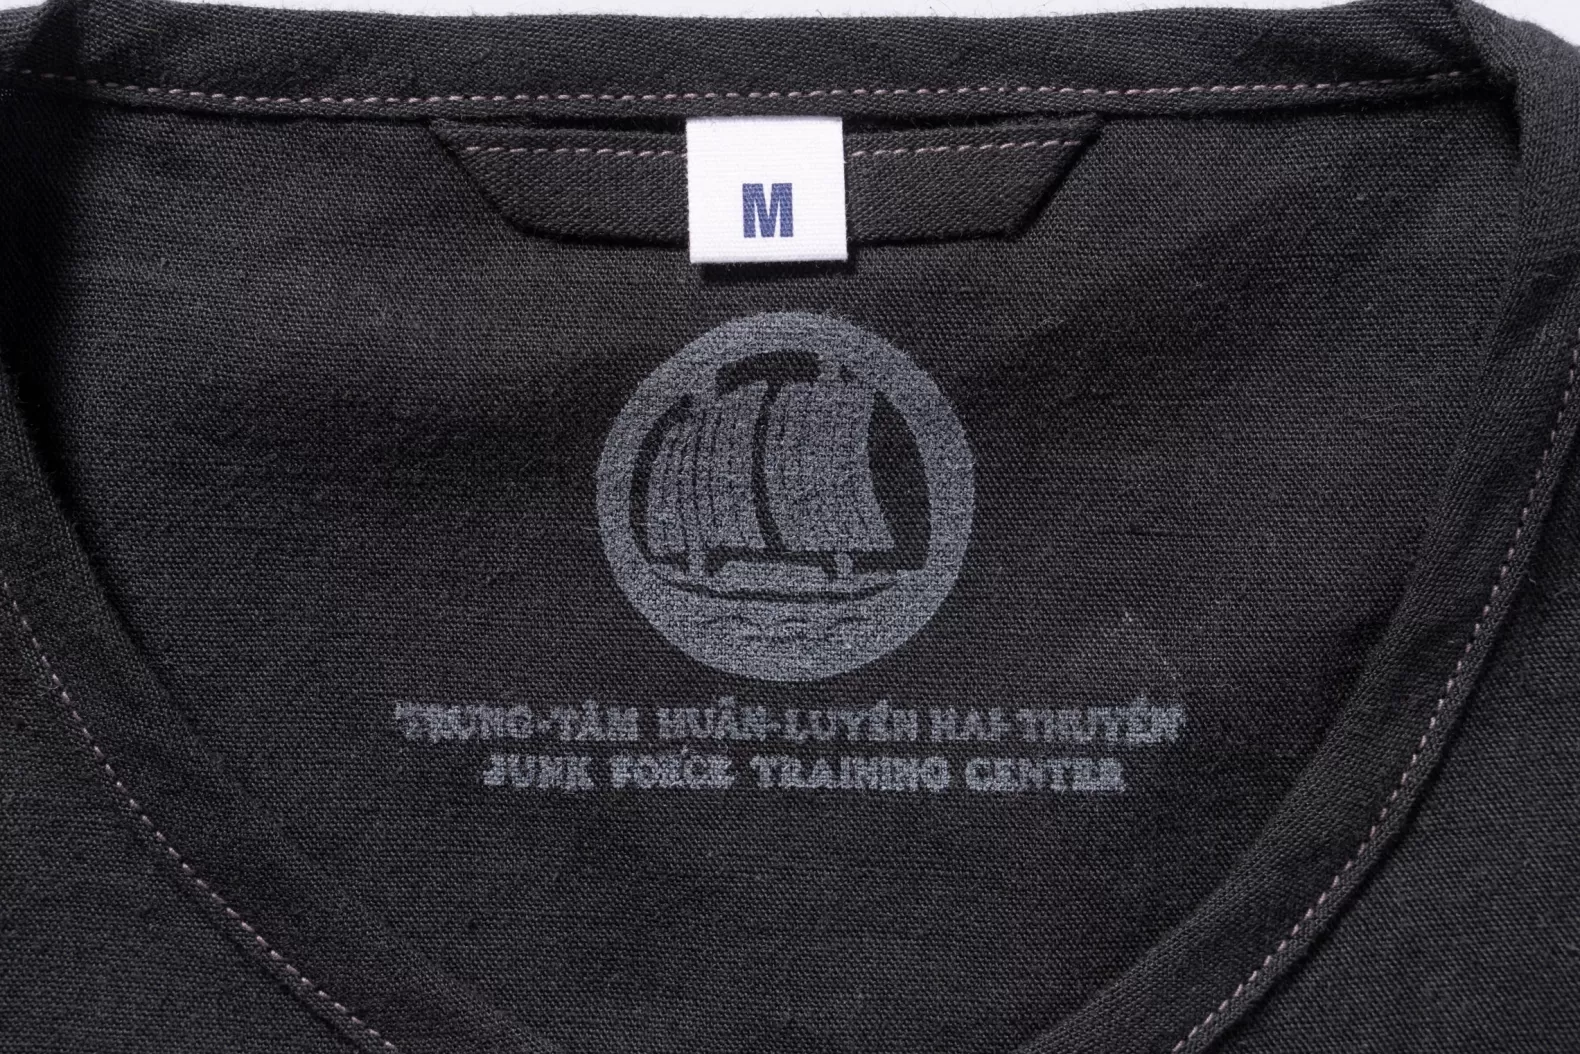 M
TRUNG-TÂM HUẤN-LUYỆN HẢI-THUYỀN
JUNK FORCE TRAINING CENTER